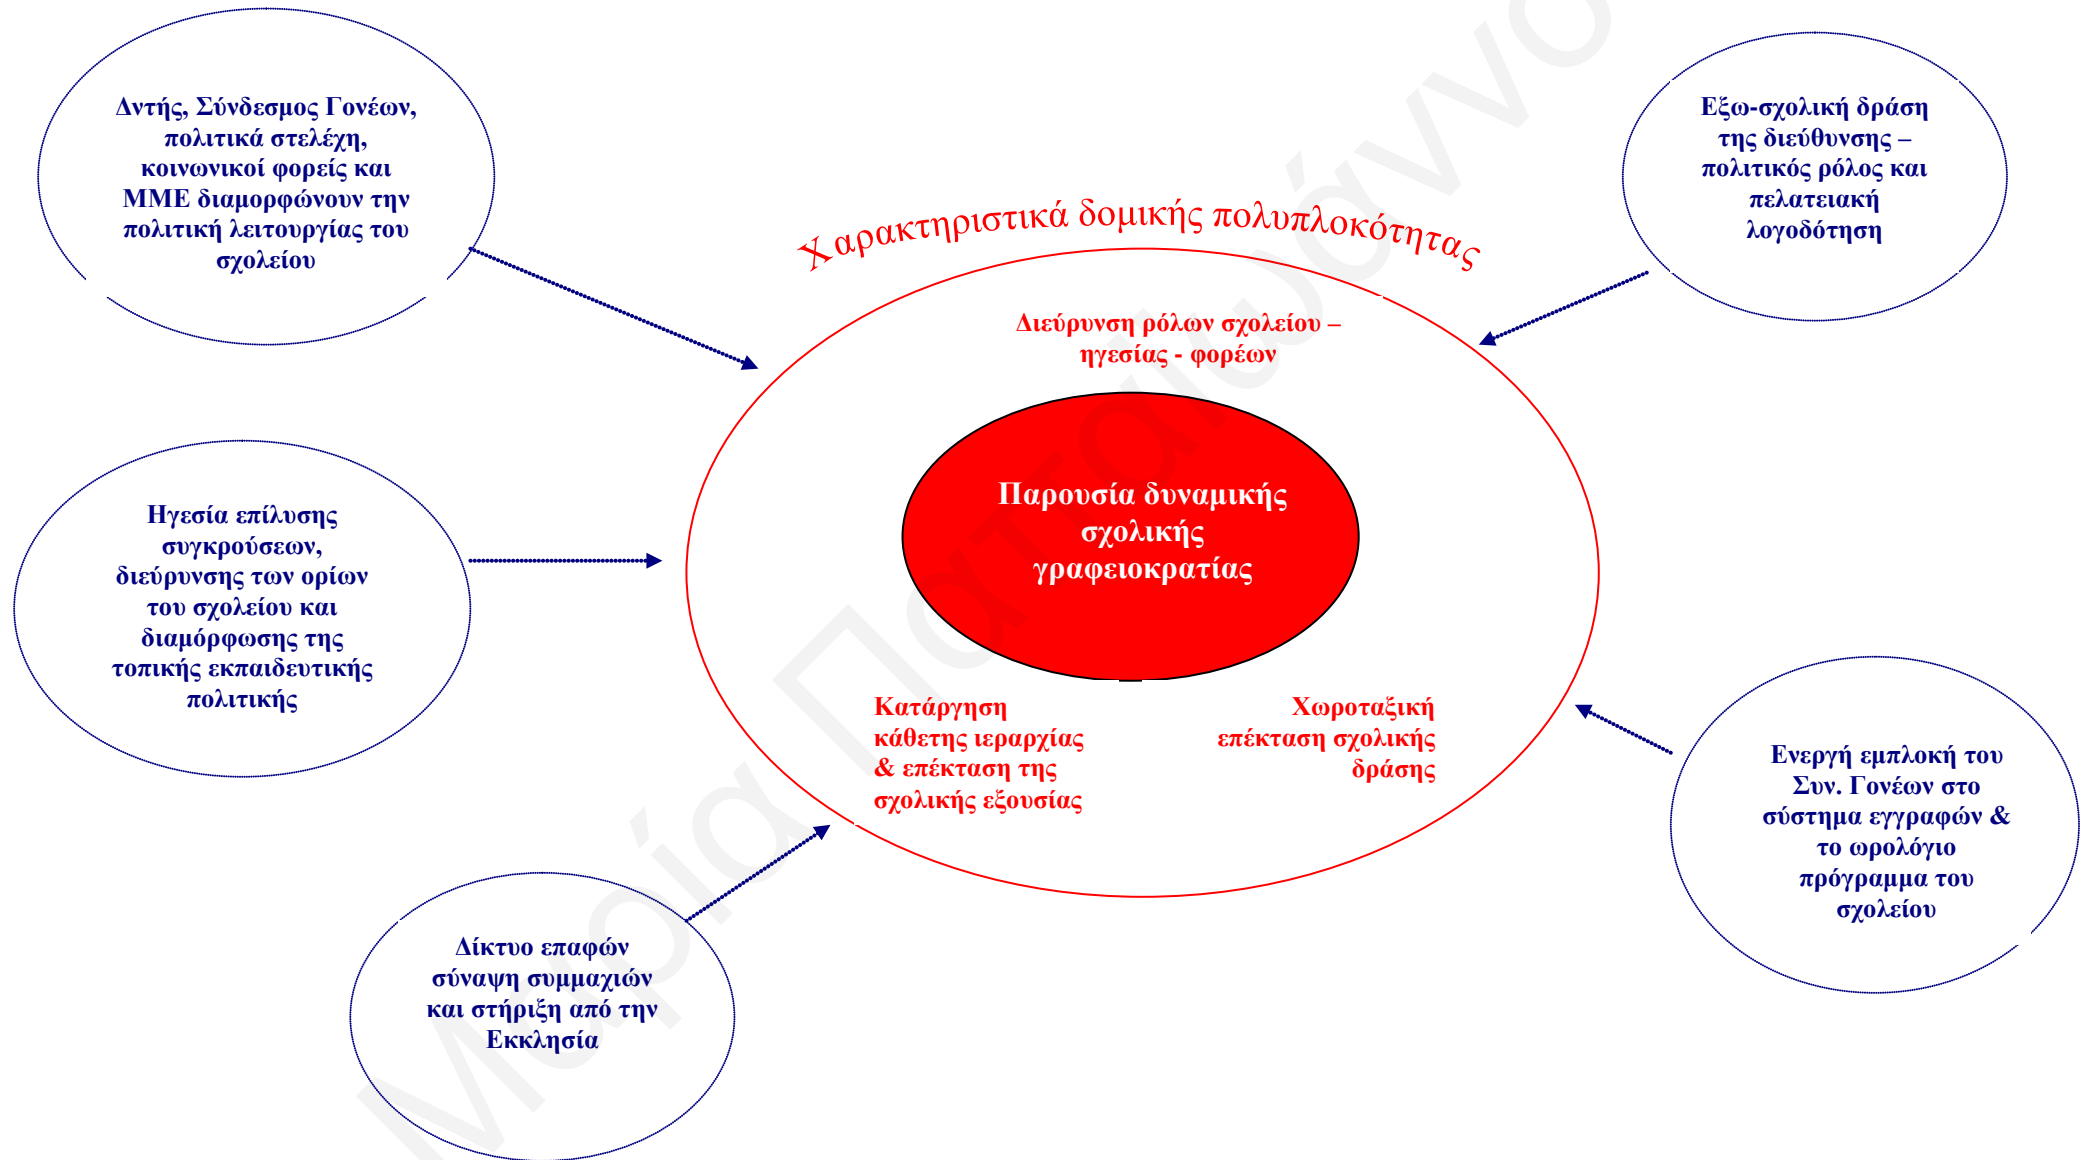 Δντής, Σύνδεσμος Γονέων,
πολιτικά στελέχη,
κοινωνικοί φορείς και
ΜΜΕ διαμορφώνουν την
πολιτική λειτουργίας του
σχολείου
Εξω-σχολική δράση
της διεύθυνσης –
πολιτικός ρόλος και
πελατειακή
λογοδότηση
Χαρακτηριστικά δομικής πολυπλοκότητας
Διεύρυνση ρόλων σχολείου –
ηγεσίας - φορέων
Παρουσία δυναμικής
σχολικής
γραφειοκρατίας
Ηγεσία επίλυσης
συγκρούσεων,
διεύρυνσης των ορίων
του σχολείου και
διαμόρφωσης της
τοπικής εκπαιδευτικής
πολιτικής
Κατάργηση
κάθετης ιεραρχίας
& επέκταση της
σχολικής εξουσίας
Χωροταξική
επέκταση σχολικής
δράσης
Ενεργή εμπλοκή του
Συν. Γονέων στο
σύστημα εγγραφών &
το ωρολόγιο
πρόγραμμα του
σχολείου
Δίκτυο επαφών
σύναψη συμμαχιών
και στήριξη από την
Εκκλησία
Μαρία